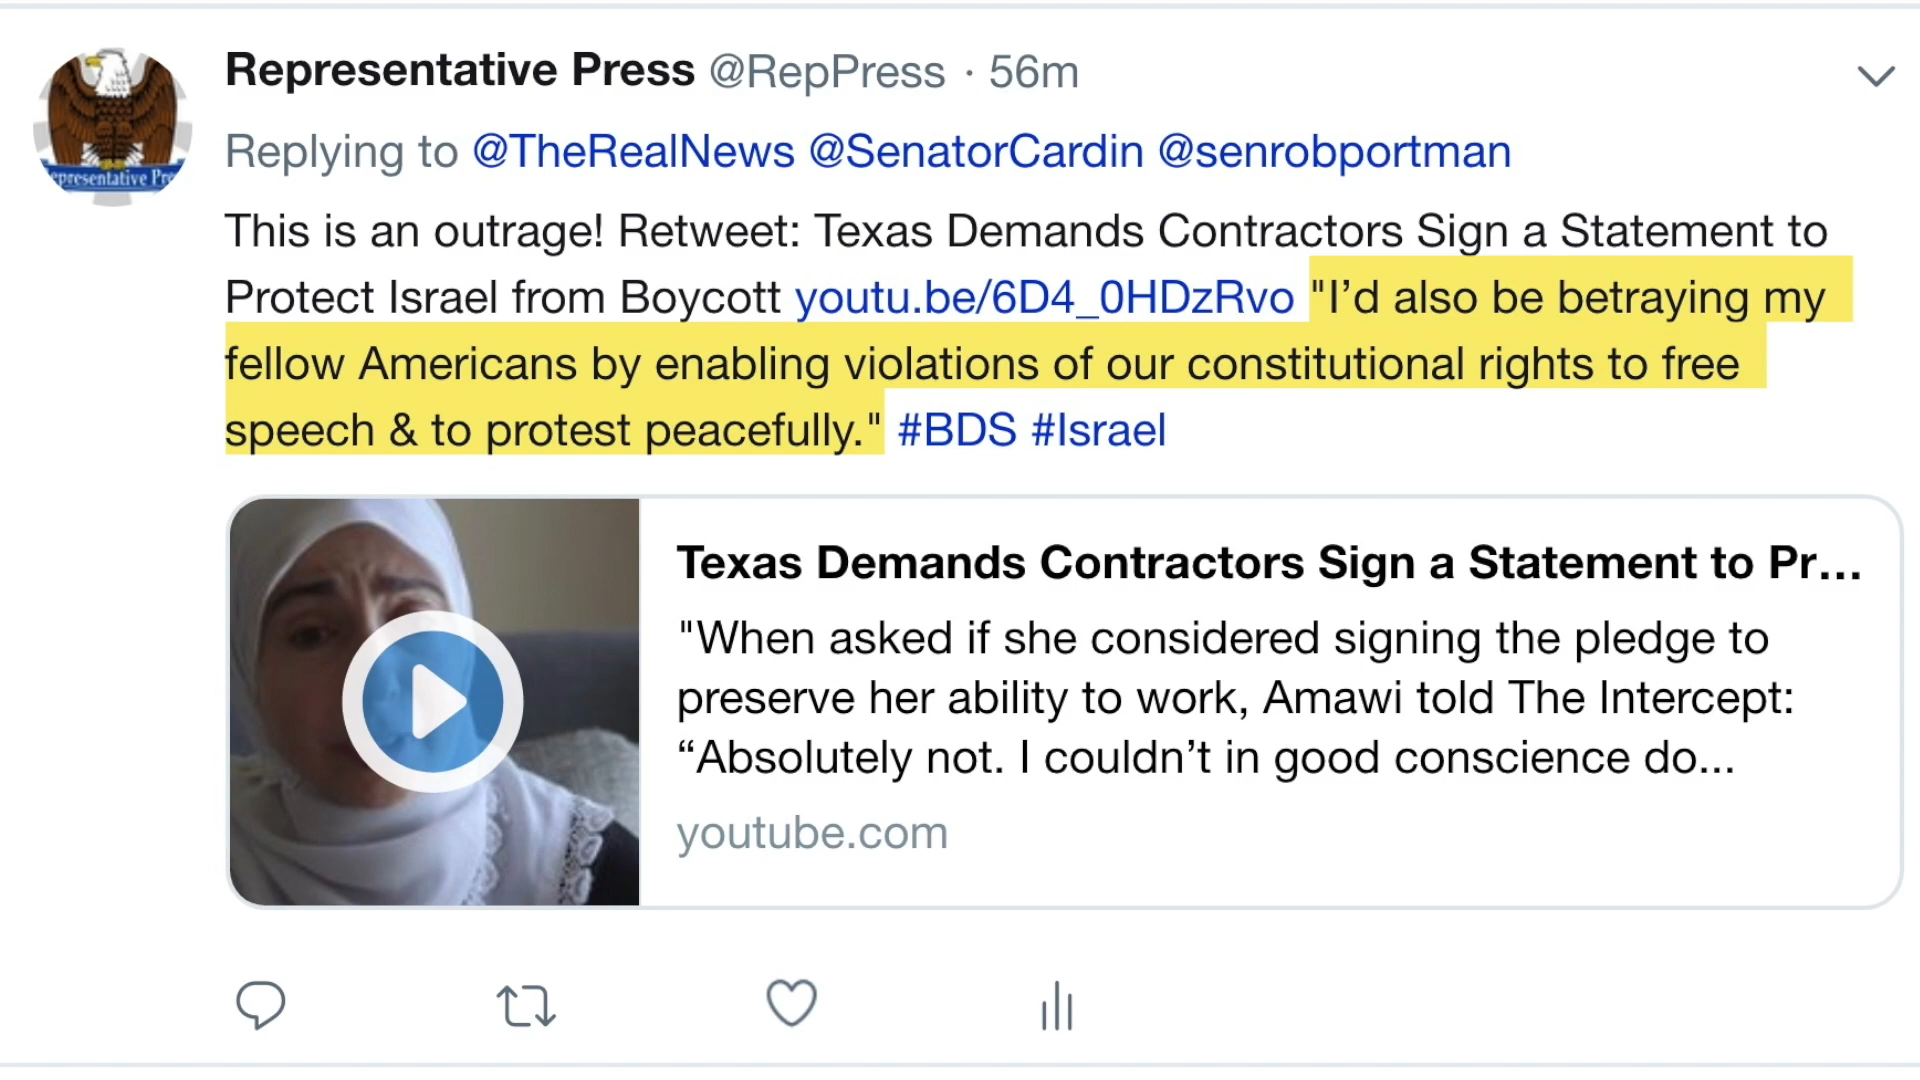 Representative Press @RepPress · 56m
Replying to @TheRealNews @SenatorCardin @senrobportman
This is an outrage! Retweet: Texas Demands Contractors Sign a Statement to
Protect Israel from Boycott youtu.be/6D4_0HDzRvo "I’d also be betraying my
fellow Americans by enabling violations of our constitutional rights to free
speech & to protest peacefully." #BDS #Israel
epresentative Pre
Texas Demands Contractors Sign a Statement to Pr...
"When asked if she considered signing the pledge to
preserve her ability to work, Amawi told The Intercept:
“Absolutely not. I couldn’t in good conscience do...
youtube.com